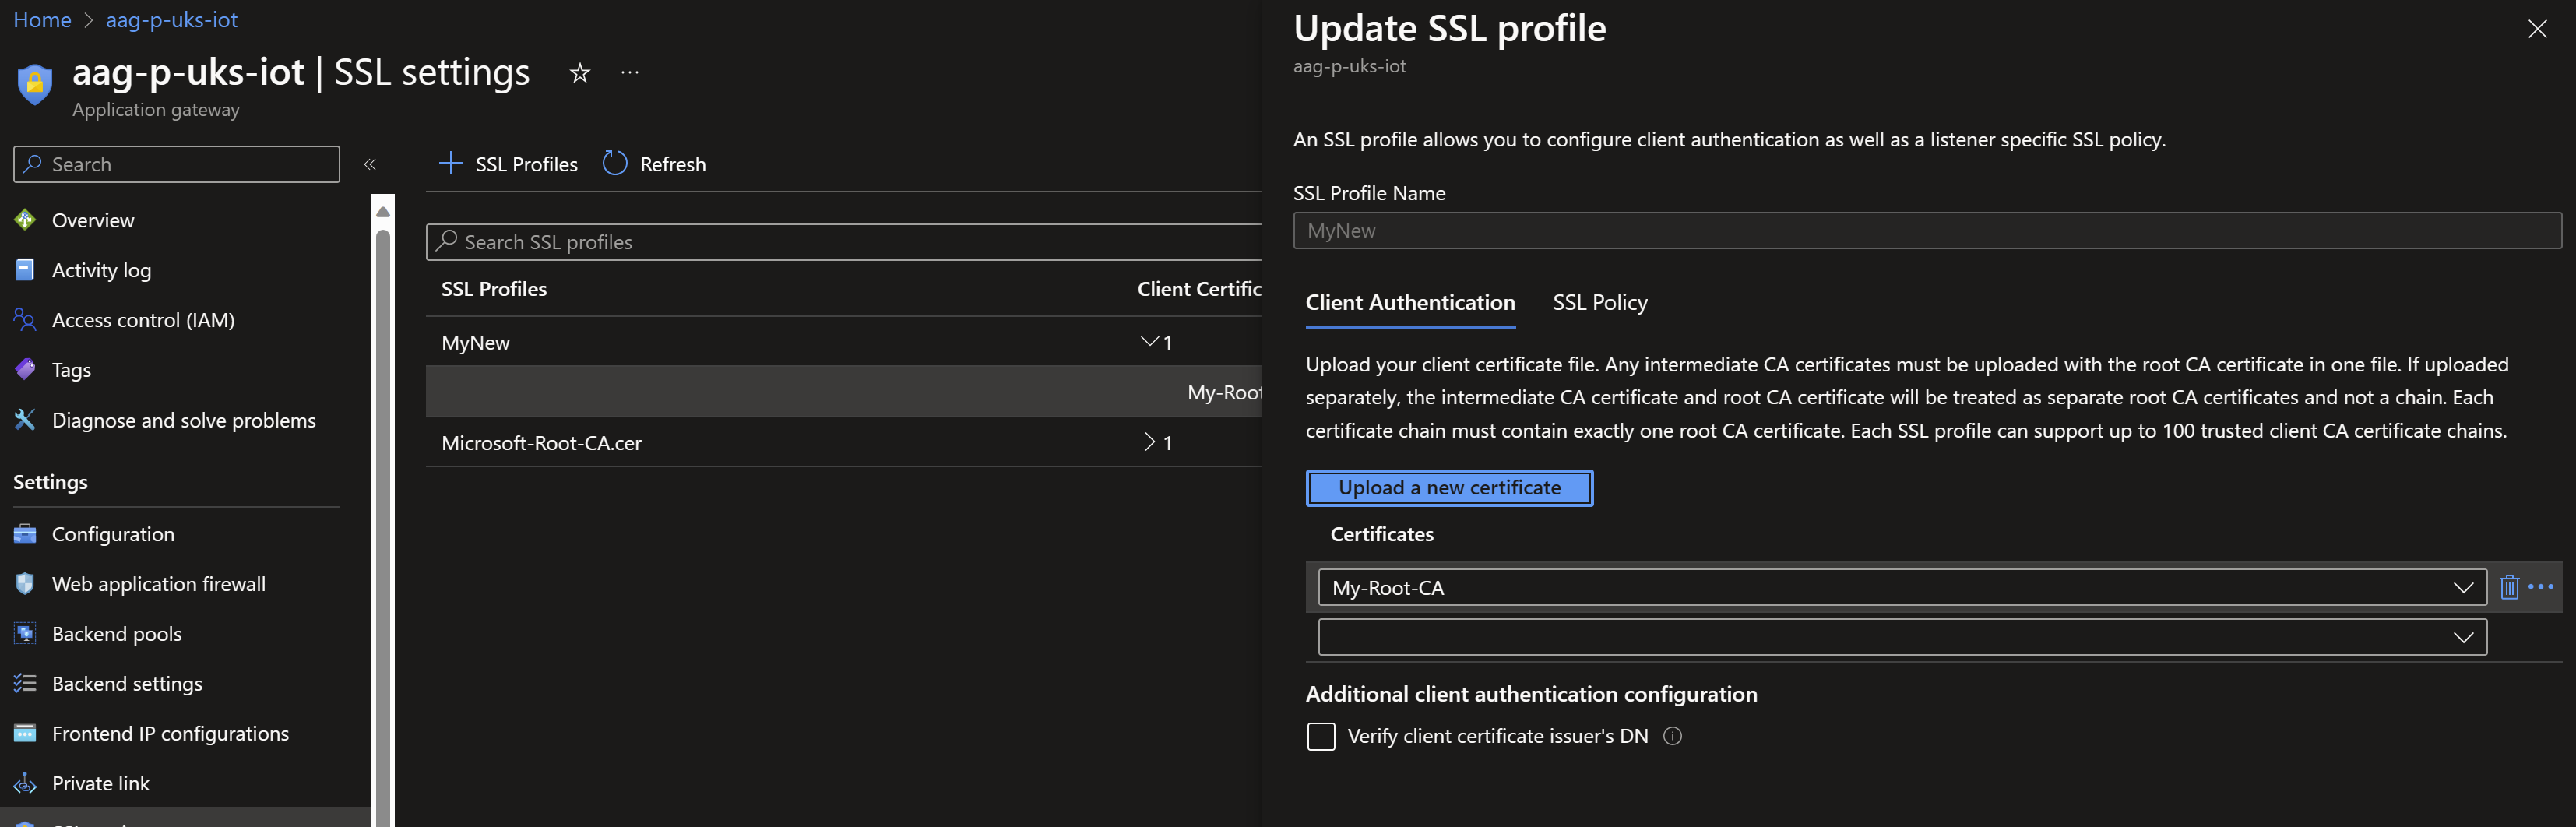 Home > aag-p-uks-iot
aag-p-uks-iot | SSL settings
Application gateway
Search
Overview
Activity log
Access control (IAM)
Tags
Diagnose and solve problems
Settings
Configuration
Web application firewall
Backend pools
Backend settings
Frontend IP configurations
Private link
SSL Profiles
Refresh
Search SSL profiles
SSL Profiles Client Certific
MyNew 1
My-Root
Microsoft-Root-CA.cer 1
Update SSL profile
aag-p-uks-iot
An SSL profile allows you to configure client authentication as well as a listener specific SSL policy.
SSL Profile Name
MyNew
Client Authentication SSL Policy
Upload your client certificate file. Any intermediate CA certificates must be uploaded with the root CA certificate in one file. If uploaded
separately, the intermediate CA certificate and root CA certificate will be treated as separate root CA certificates and not a chain. Each
certificate chain must contain exactly one root CA certificate. Each SSL profile can support up to 100 trusted client CA certificate chains.
Upload a new certificate
Certificates
My-Root-CA
Additional client authentication configuration
Verify client certificate issuer's DN